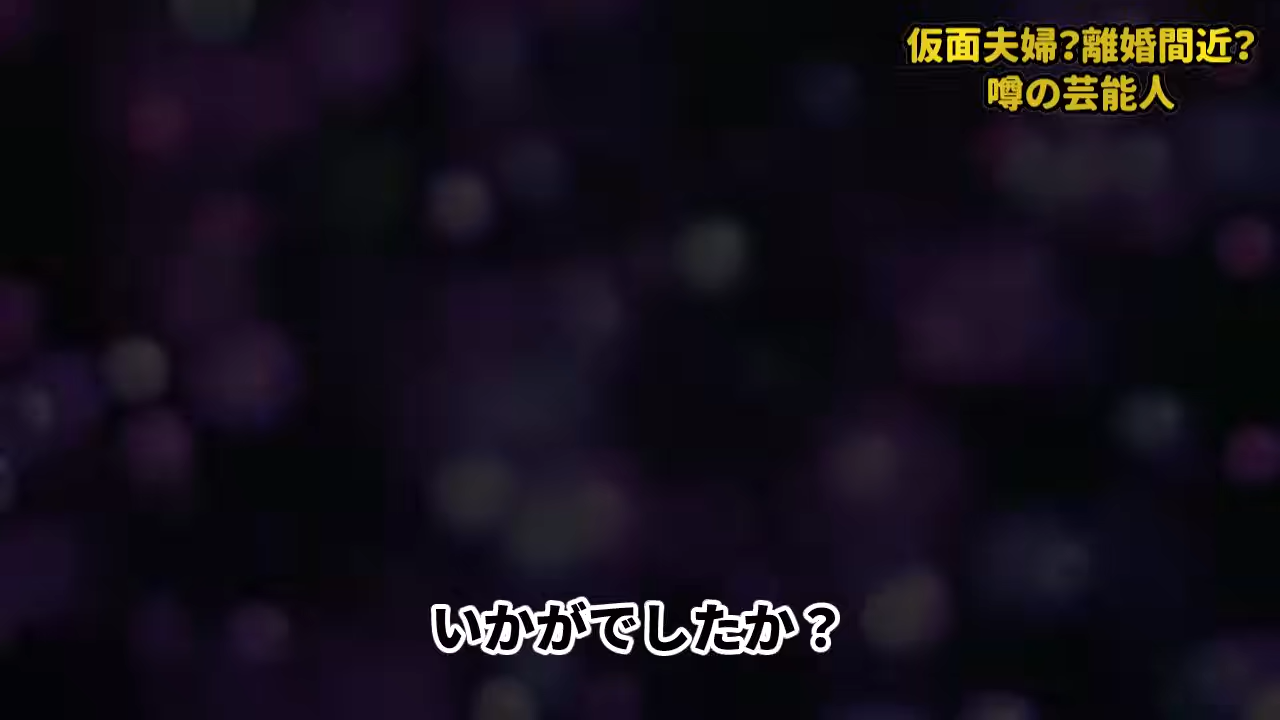 仮面夫婦？離婚間近？
噂の芸能人
いかがでしたか？